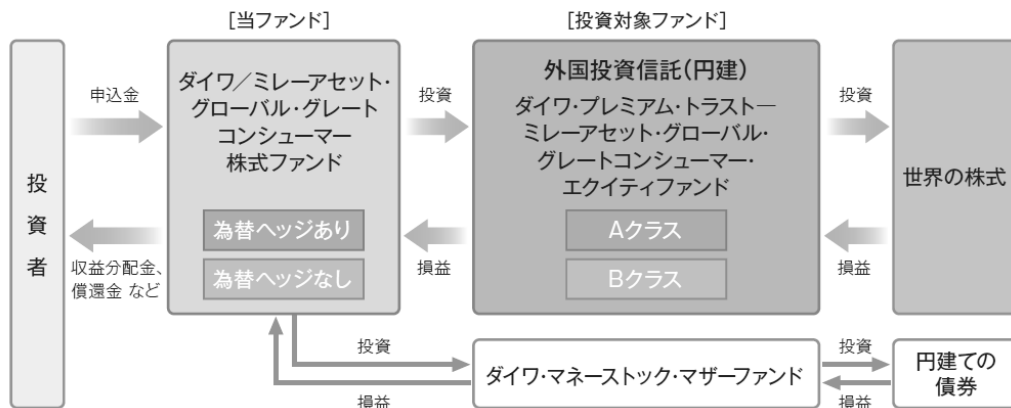 [当ファンド]
[投資対象ファンド]
投資者
申込金
収益分配金、
償還金 など
ダイワ／ミレーアセット・
グローバル・グレート
コンシューマー
株式ファンド
為替ヘッジあり
為替ヘッジなし
投資
損益
外国投資信託(円建)
ダイワ・プレミアム・トラスト―
ミレーアセット・グローバル・
グレートコンシューマー・
エクイティファンド
Aクラス
Bクラス
投資
損益
世界の株式
投資
損益
ダイワ・マネーストック・マザーファンド
投資
損益
円建ての
債券